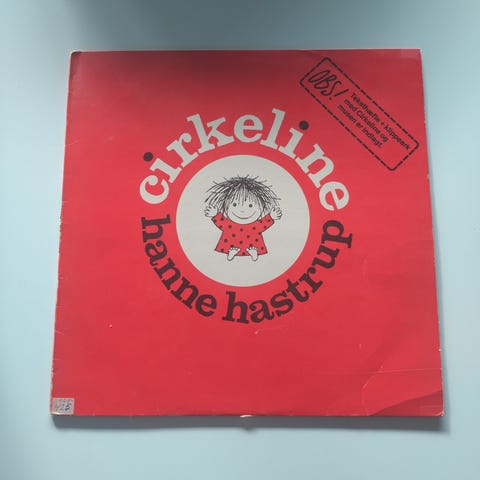 cirkeline
hanne hastrup
OBS!
Teksthæfte + klippeark
med Cirkeline og
musen er indlagt.